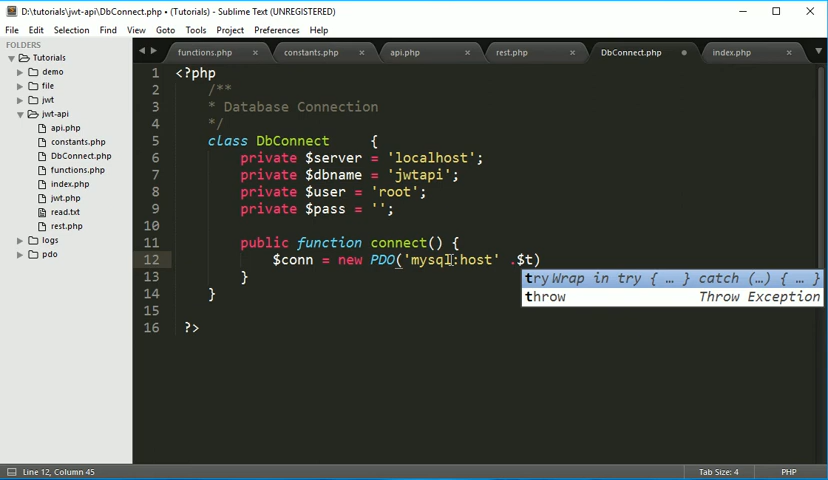 D:\tutorials\jwt-api\DbConnect.php • (Tutorials) - Sublime Text (UNREGISTERED)
File Edit Selection Find View Goto Tools Project Preferences Help
FOLDERS
Tutorials
demo
file
jwt
jwt-api
api.php
constants.php
DbConnect.php
functions.php
index.php
jwt.php
read.txt
rest.php
logs
pdo
functions.php × constants.php × api.php × rest.php × DbConnect.php index.php ×
1 <?php
2 /**
3 * Database Connection
4 */
5 class DbConnect {
6 private $server = 'localhost';
7 private $dbname = 'jwtapi';
8 private $user = 'root';
9 private $pass = '';
10
11 public function connect() {
12 $conn = new PDO('mysql:host' .$t)
try Wrap in try { … } catch (…) { … }
throw Throw Exception
13 }
14 }
15
16 ?>
Line 12, Column 45 Tab Size: 4 PHP